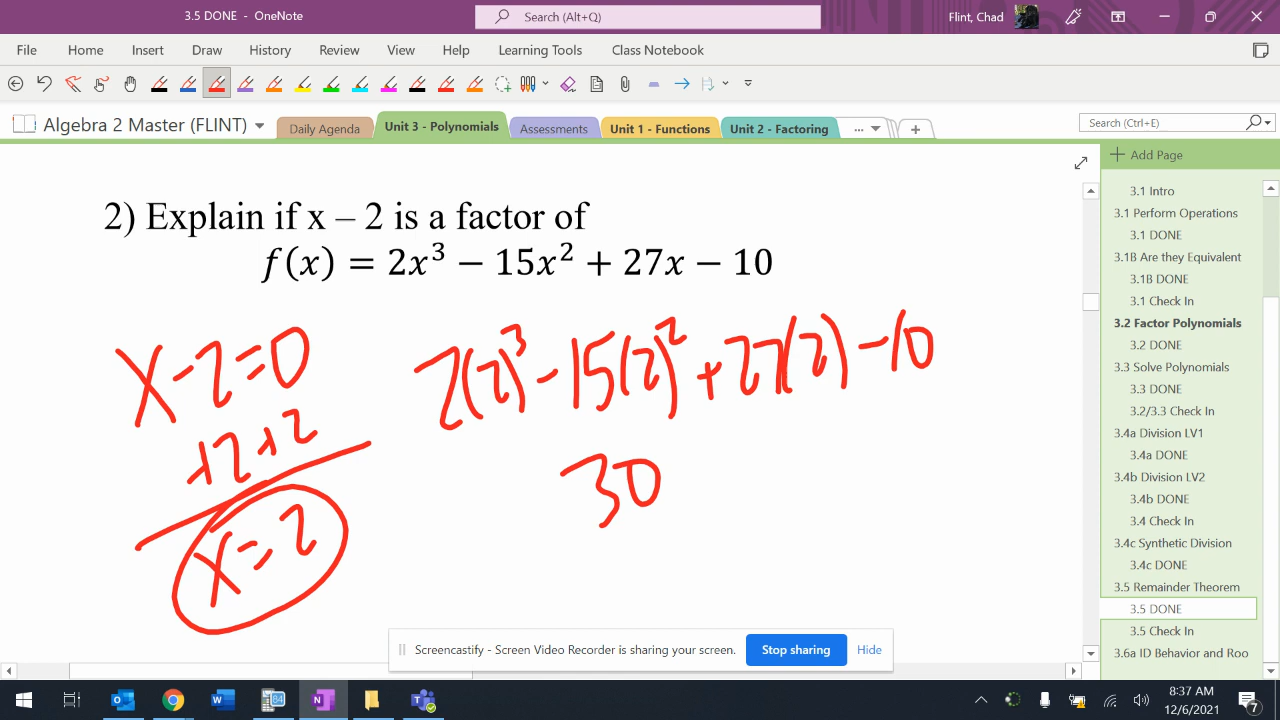 3.5 DONE - OneNote
Search (Alt+Q)
Flint, Chad
File Home Insert Draw History Review View Help Learning Tools Class Notebook
Algebra 2 Master (FLINT) Daily Agenda Unit 3 - Polynomials Assessments Unit 1 - Functions Unit 2 - Factoring ... +
Search (Ctrl+E)
Add Page
3.1 Intro
3.1 Perform Operations
3.1 DONE
3.1B Are they Equivalent
3.1B DONE
3.1 Check In
3.2 Factor Polynomials
3.2 DONE
3.3 Solve Polynomials
3.3 DONE
3.2/3.3 Check In
3.4a Division LV1
3.4a DONE
3.4b Division LV2
3.4b DONE
3.4 Check In
3.4c Synthetic Division
3.4c DONE
3.5 Remainder Theorem
3.5 DONE
3.5 Check In
3.6a ID Behavior and Roo
2) Explain if x – 2 is a factor of
f(x) = 2x³ − 15x² + 27x − 10
x-2=0
+2 +2
x=2
2(2)³ - 15(2)² + 27(2) - 10
30
Screencastify - Screen Video Recorder is sharing your screen. Stop sharing Hide
8:37 AM
12/6/2021
7